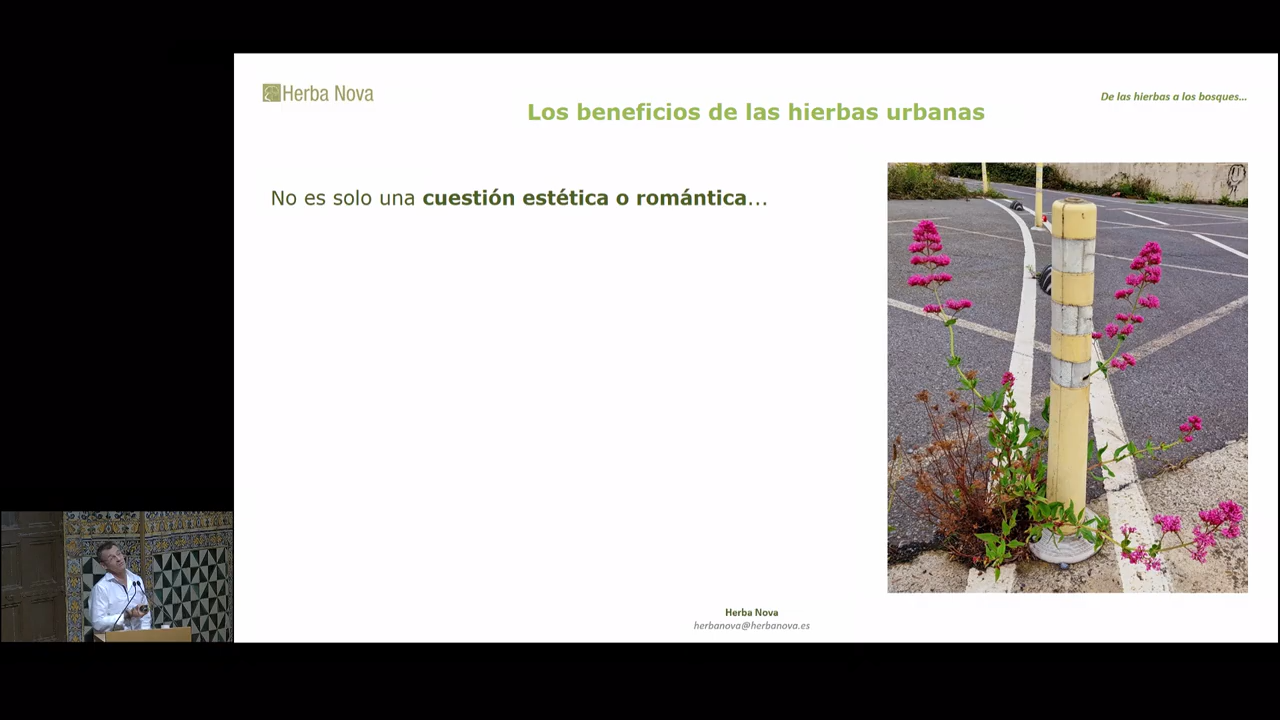 Herba Nova
De las hierbas a los bosques...
Los beneficios de las hierbas urbanas
No es solo una cuestión estética o romántica...
Herba Nova
herbanova@herbanova.es